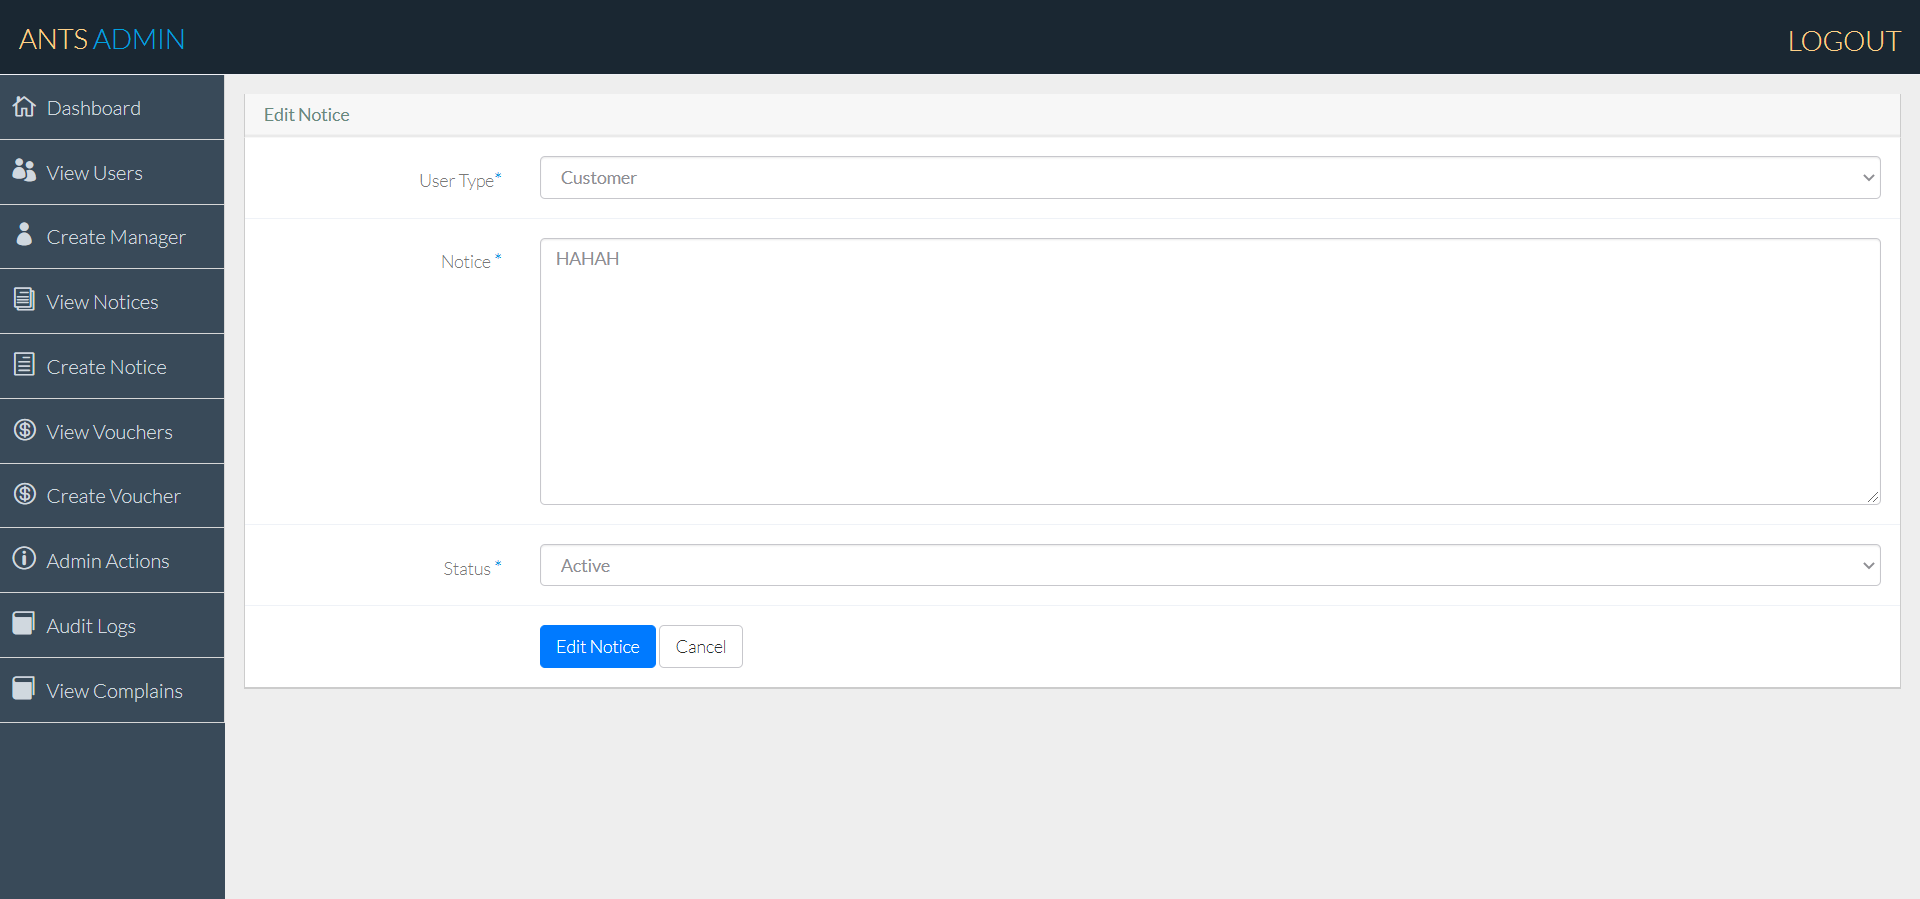 ANTS ADMIN
LOGOUT
Dashboard
View Users
Create Manager
View Notices
Create Notice
View Vouchers
Create Voucher
Admin Actions
Audit Logs
View Complains
Edit Notice
User Type*
Customer
Notice *
HAHAH
Status *
Active
Edit Notice
Cancel